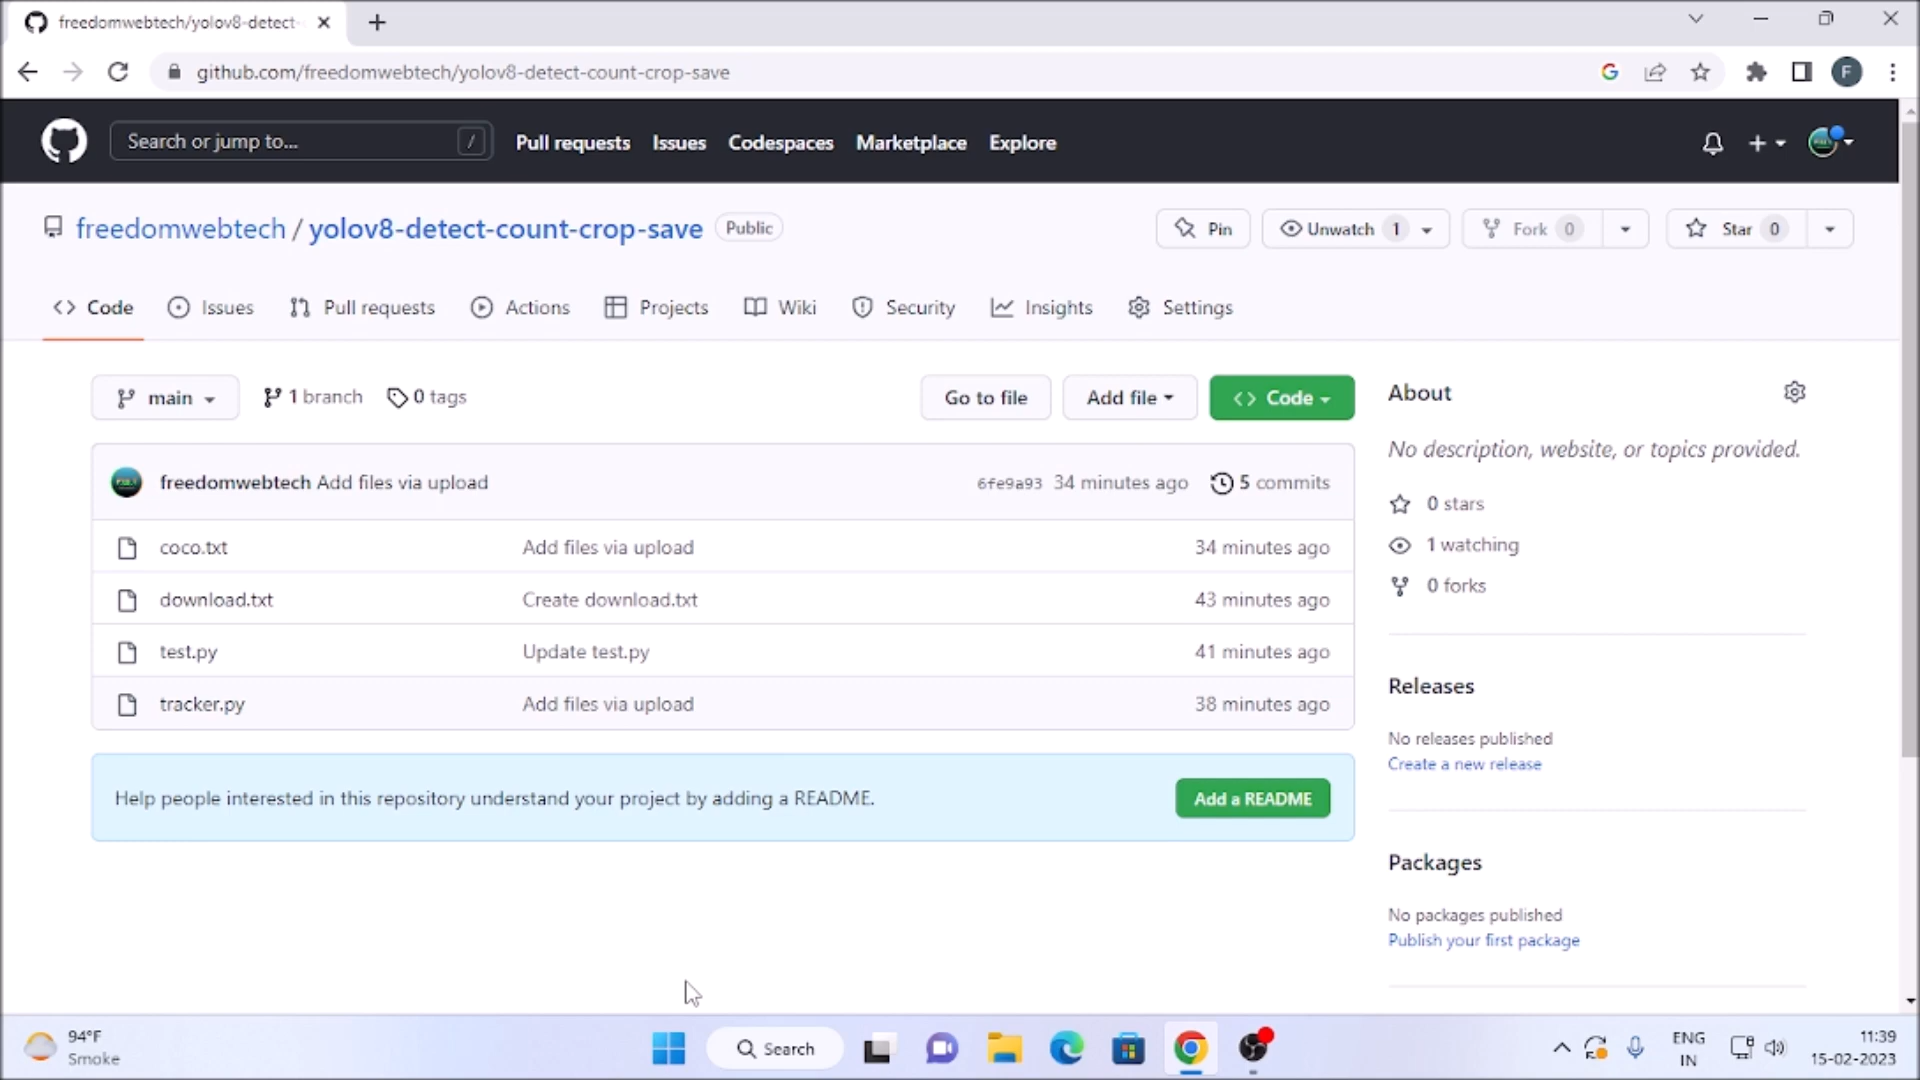 freedomwebtech/yolov8-detect-
github.com/freedomwebtech/yolov8-detect-count-crop-save
G
F
Search or jump to...
/
Pull requests
Issues
Codespaces
Marketplace
Explore
freedomwebtech / yolov8-detect-count-crop-save
Public
Pin
Unwatch 1
Fork 0
Star 0
Code
Issues
Pull requests
Actions
Projects
Wiki
Security
Insights
Settings
main
1 branch
0 tags
Go to file
Add file
Code
freedomwebtech Add files via upload
6fe9a93 34 minutes ago
5 commits
coco.txt
Add files via upload
34 minutes ago
download.txt
Create download.txt
43 minutes ago
test.py
Update test.py
41 minutes ago
tracker.py
Add files via upload
38 minutes ago
Help people interested in this repository understand your project by adding a README.
Add a README
About
No description, website, or topics provided.
0 stars
1 watching
0 forks
Releases
No releases published
Create a new release
Packages
No packages published
Publish your first package
94°F
Smoke
Search
ENG
IN
11:39
15-02-2023